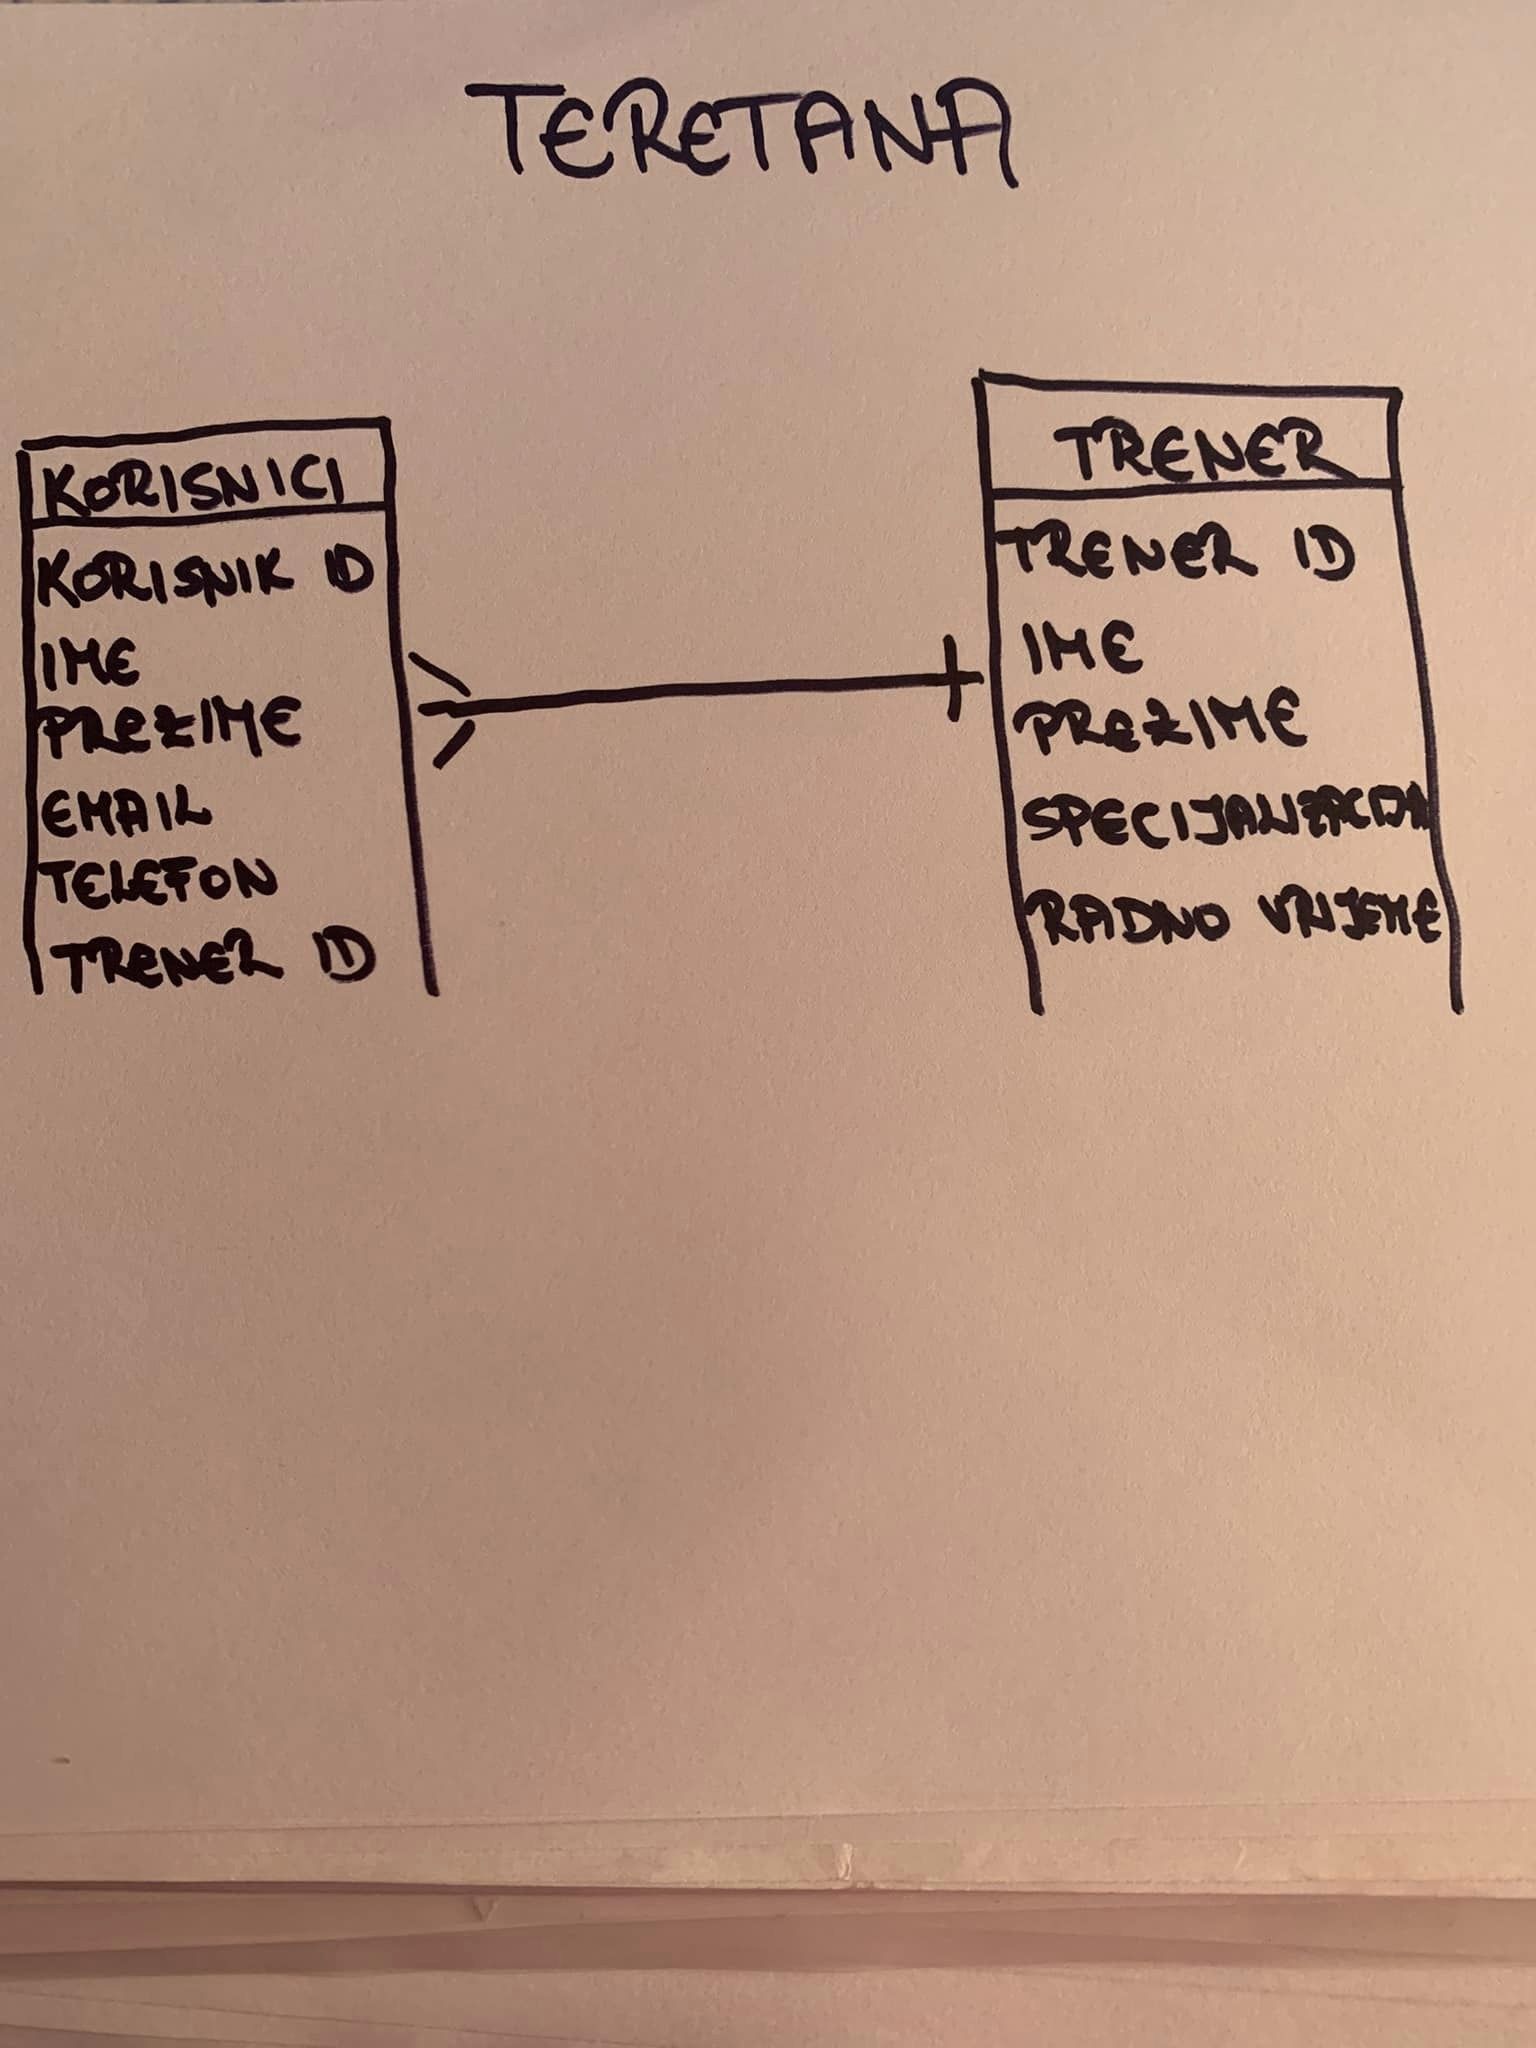 TERETANA
KORISNICI
KORISNIK ID
IME
PREZIME
EMAIL
TELEFON
TRENER ID
TRENER
TRENER ID
IME
PREZIME
SPECIJALIZACIJA
RADNO VRIJEME